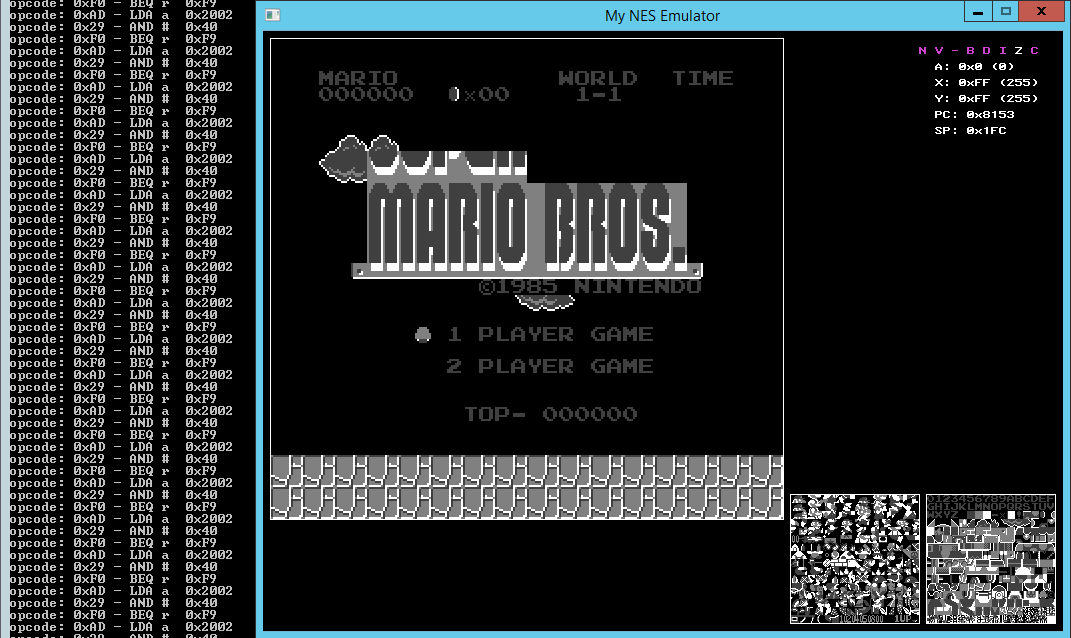 opcode: 0xF0 - BEQ r 0xF9
opcode: 0xAD - LDA a 0x2002
opcode: 0x29 - AND # 0x40
opcode: 0xF0 - BEQ r 0xF9
opcode: 0xAD - LDA a 0x2002
opcode: 0x29 - AND # 0x40
opcode: 0xF0 - BEQ r 0xF9
opcode: 0xAD - LDA a 0x2002
opcode: 0x29 - AND # 0x40
opcode: 0xF0 - BEQ r 0xF9
opcode: 0xAD - LDA a 0x2002
opcode: 0x29 - AND # 0x40
opcode: 0xF0 - BEQ r 0xF9
opcode: 0xAD - LDA a 0x2002
opcode: 0x29 - AND # 0x40
opcode: 0xF0 - BEQ r 0xF9
opcode: 0xAD - LDA a 0x2002
opcode: 0x29 - AND # 0x40
opcode: 0xF0 - BEQ r 0xF9
opcode: 0xAD - LDA a 0x2002
opcode: 0x29 - AND # 0x40
opcode: 0xF0 - BEQ r 0xF9
opcode: 0xAD - LDA a 0x2002
opcode: 0x29 - AND # 0x40
opcode: 0xF0 - BEQ r 0xF9
opcode: 0xAD - LDA a 0x2002
opcode: 0x29 - AND # 0x40
opcode: 0xF0 - BEQ r 0xF9
opcode: 0xAD - LDA a 0x2002
opcode: 0x29 - AND # 0x40
opcode: 0xF0 - BEQ r 0xF9
opcode: 0xAD - LDA a 0x2002
opcode: 0x29 - AND # 0x40
opcode: 0xF0 - BEQ r 0xF9
opcode: 0xAD - LDA a 0x2002
opcode: 0x29 - AND # 0x40
opcode: 0xF0 - BEQ r 0xF9
opcode: 0xAD - LDA a 0x2002
opcode: 0x29 - AND # 0x40
opcode: 0xF0 - BEQ r 0xF9
opcode: 0xAD - LDA a 0x2002
opcode: 0x29 - AND # 0x40
opcode: 0xF0 - BEQ r 0xF9
opcode: 0xAD - LDA a 0x2002
opcode: 0x29 - AND # 0x40
opcode: 0xF0 - BEQ r 0xF9
opcode: 0xAD - LDA a 0x2002
opcode: 0x29 - AND # 0x40
opcode: 0xF0 - BEQ r 0xF9
opcode: 0xAD - LDA a 0x2002
opcode: 0x29 - AND # 0x40
opcode: 0xF0 - BEQ r 0xF9
opcode: 0xAD - LDA a 0x2002
opcode: 0x29 - AND # 0x40
My NES Emulator
MARIO WORLD TIME
000000 ×00 1-1
MARIO BROS.
©1985 NINTENDO
1 PLAYER GAME
2 PLAYER GAME
TOP- 000000
N V - B D I Z C
A: 0x0 (0)
X: 0xFF (255)
Y: 0xFF (255)
PC: 0x8153
SP: 0x1FC
0123456789ABCDEF
GHIJKLMNOPQRSTUV
WXYZ
1UP